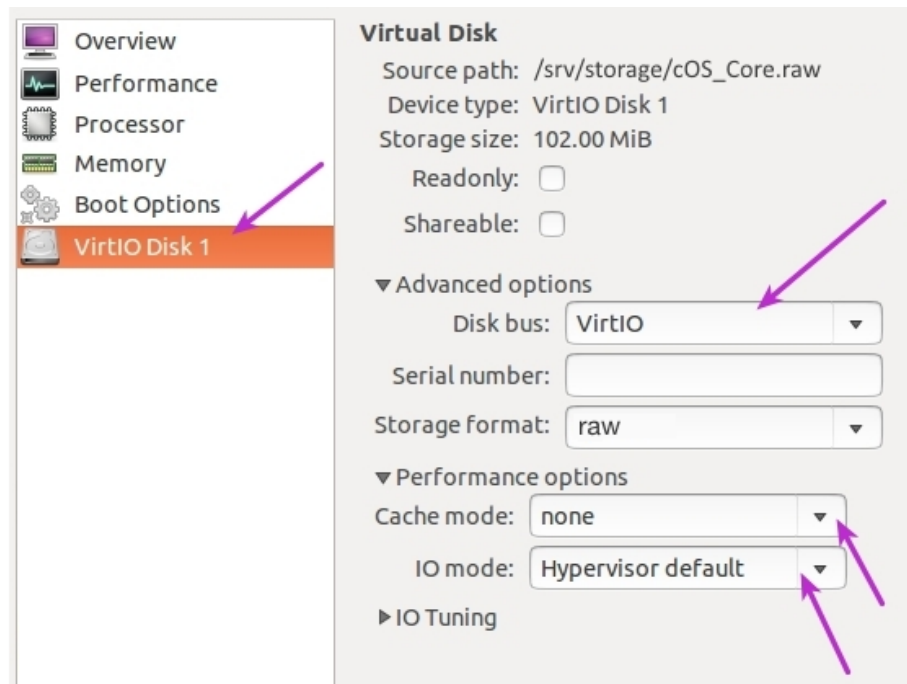 Overview
Performance
Processor
Memory
Boot Options
VirtIO Disk 1
Virtual Disk
Source path: /srv/storage/cOS_Core.raw
Device type: VirtIO Disk 1
Storage size: 102.00 MiB
Readonly:
Shareable:
Advanced options
Disk bus: VirtIO
Serial number:
Storage format: raw
Performance options
Cache mode: none
IO mode: Hypervisor default
IO Tuning